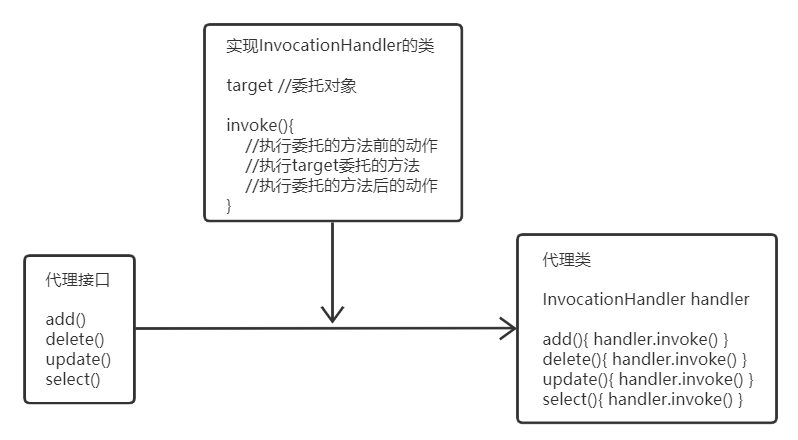 实现InvocationHandler的类
target //委托对象
invoke(){
//执行委托的方法前的动作
//执行target委托的方法
//执行委托的方法后的动作
}
代理接口
add()
delete()
update()
select()
代理类
InvocationHandler handler
add(){ handler.invoke() }
delete(){ handler.invoke() }
update(){ handler.invoke() }
select(){ handler.invoke() }